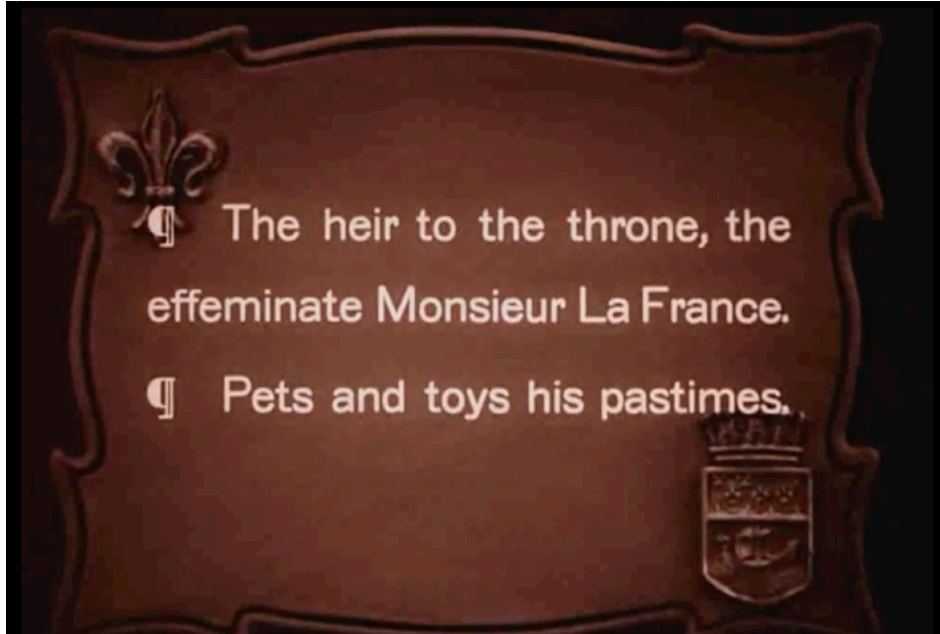 ¶ The heir to the throne, the
effeminate Monsieur La France.
¶ Pets and toys his pastimes.